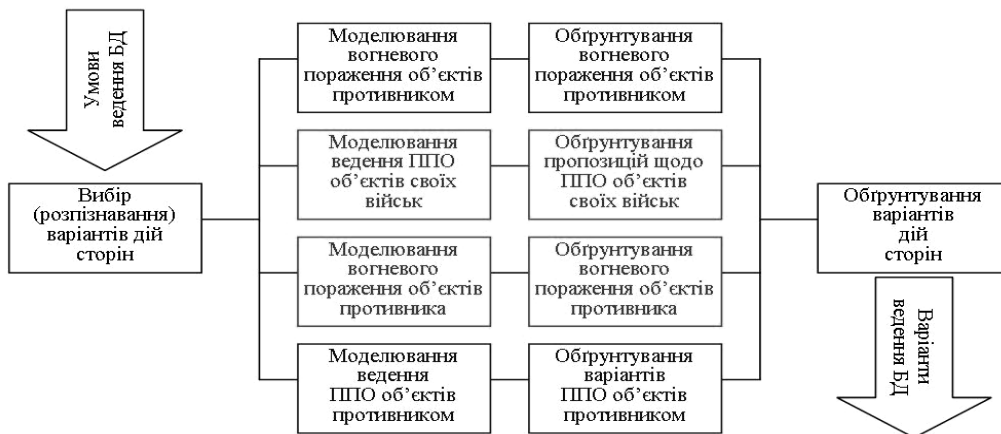 Умови
ведення БД
Вибір
(розпізнавання)
варіантів дій
сторін
Моделювання
вогневого
пораження об’єктів
противником
Обґрунтування
вогневого
пораження об’єктів
противником
Моделювання
ведення ППО
об’єктів своїх
військ
Обґрунтування
пропозицій щодо
ППО об’єктів
своїх військ
Моделювання
вогневого
пораження об’єктів
противника
Обґрунтування
вогневого
пораження об’єктів
противника
Моделювання
ведення
ППО об’єктів
противником
Обґрунтування
варіантів
ППО об’єктів
противником
Обґрунтування
варіантів
дій
сторін
Варіанти
ведення БД